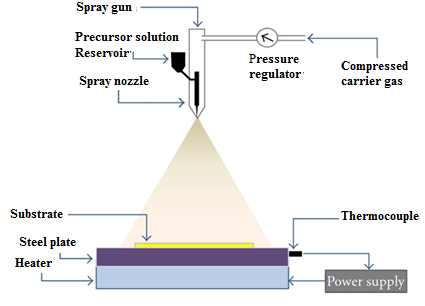 Spray gun
Precursor solution
Reservoir
Pressure
regulator
Compressed
carrier gas
Spray nozzle
Substrate
Thermocouple
Steel plate
Heater
Power supply